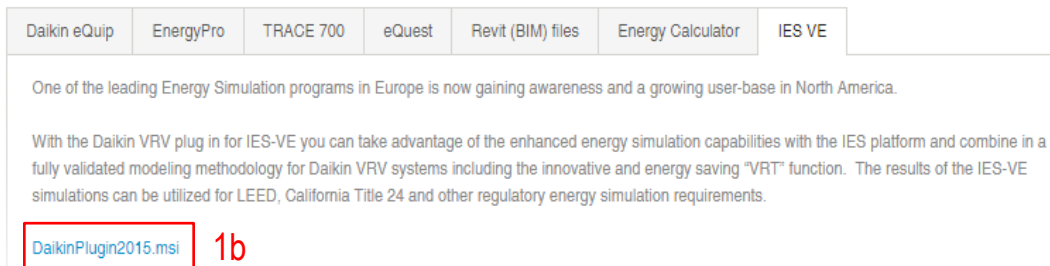 Daikin eQuip EnergyPro TRACE 700 eQuest Revit (BIM) files Energy Calculator IES VE
One of the leading Energy Simulation programs in Europe is now gaining awareness and a growing user-base in North America.
With the Daikin VRV plug in for IES-VE you can take advantage of the enhanced energy simulation capabilities with the IES platform and combine in a
fully validated modeling methodology for Daikin VRV systems including the innovative and energy saving “VRT” function. The results of the IES-VE
simulations can be utilized for LEED, California Title 24 and other regulatory energy simulation requirements.
DaikinPlugin2015.msi 1b